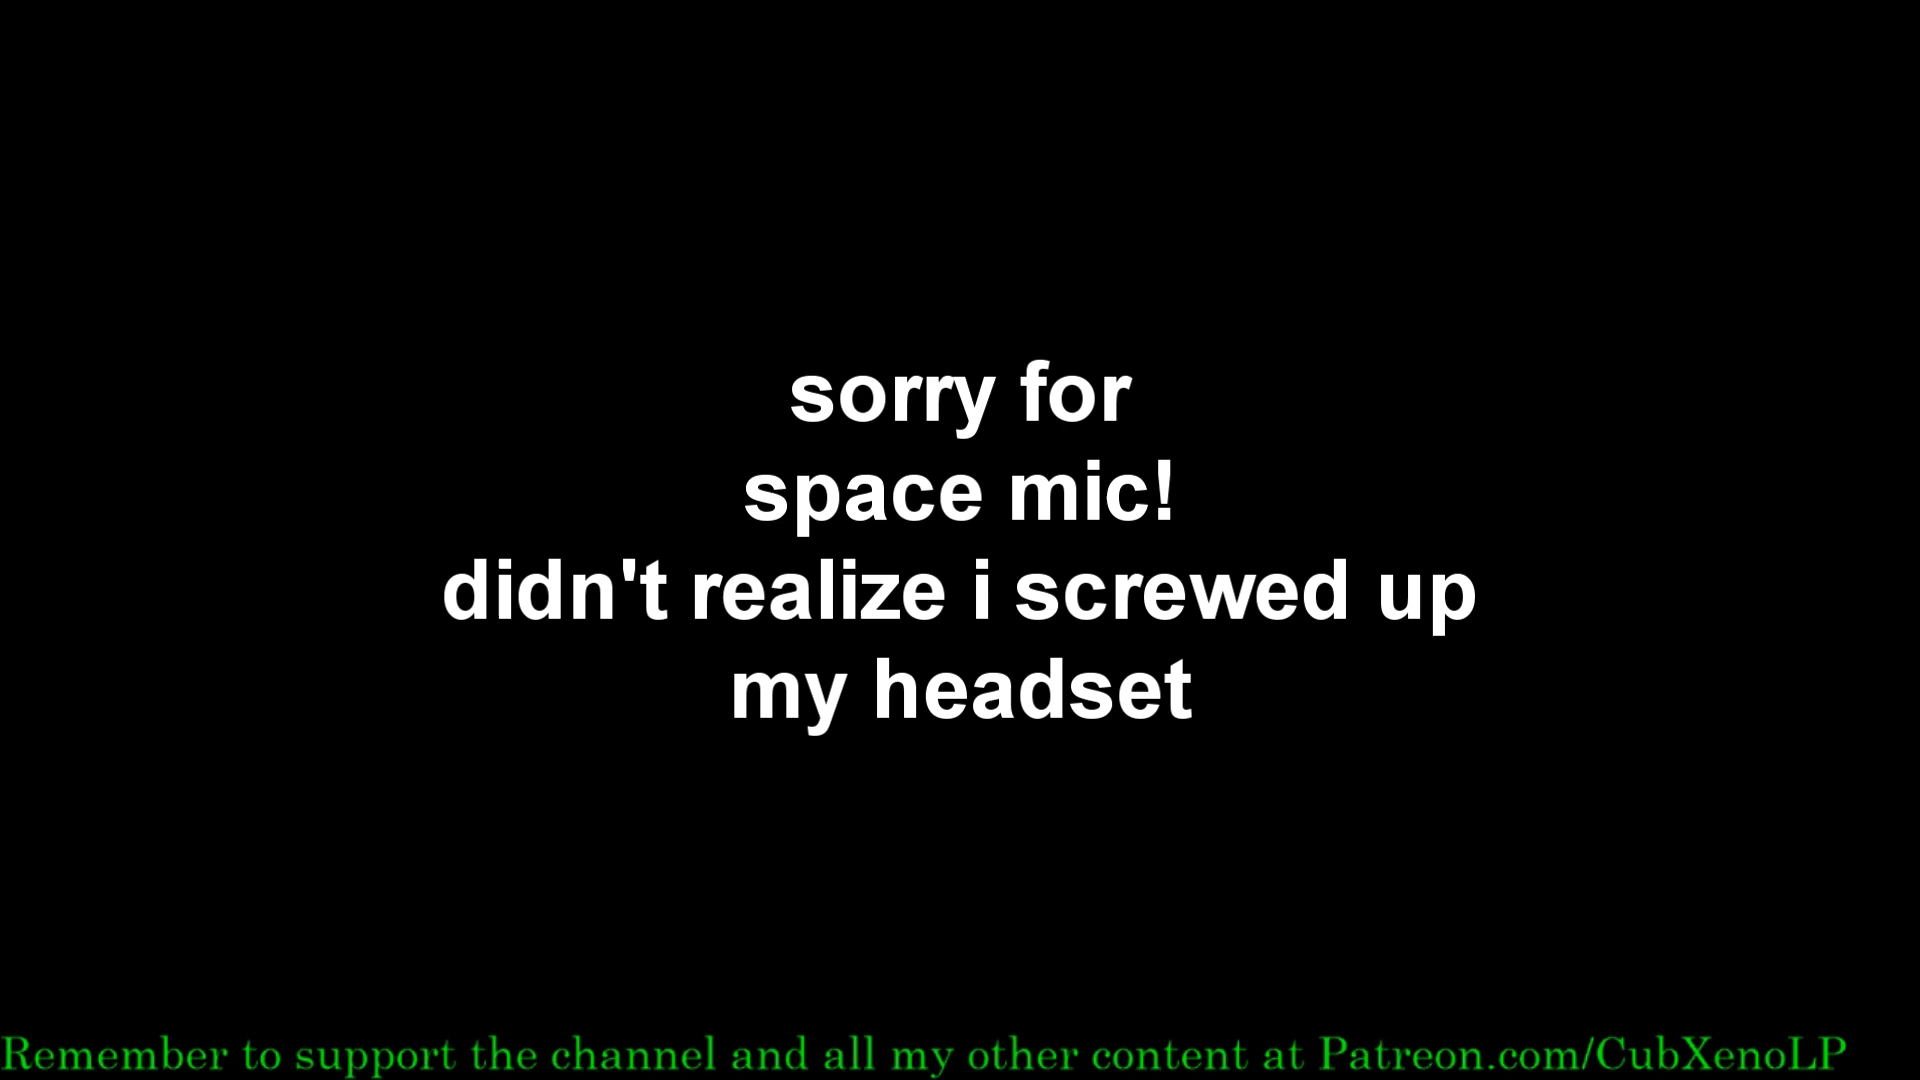 sorry for
space mic!
didn't realize i screwed up
my headset
Remember to support the channel and all my other content at Patreon.com/CubXenoLP